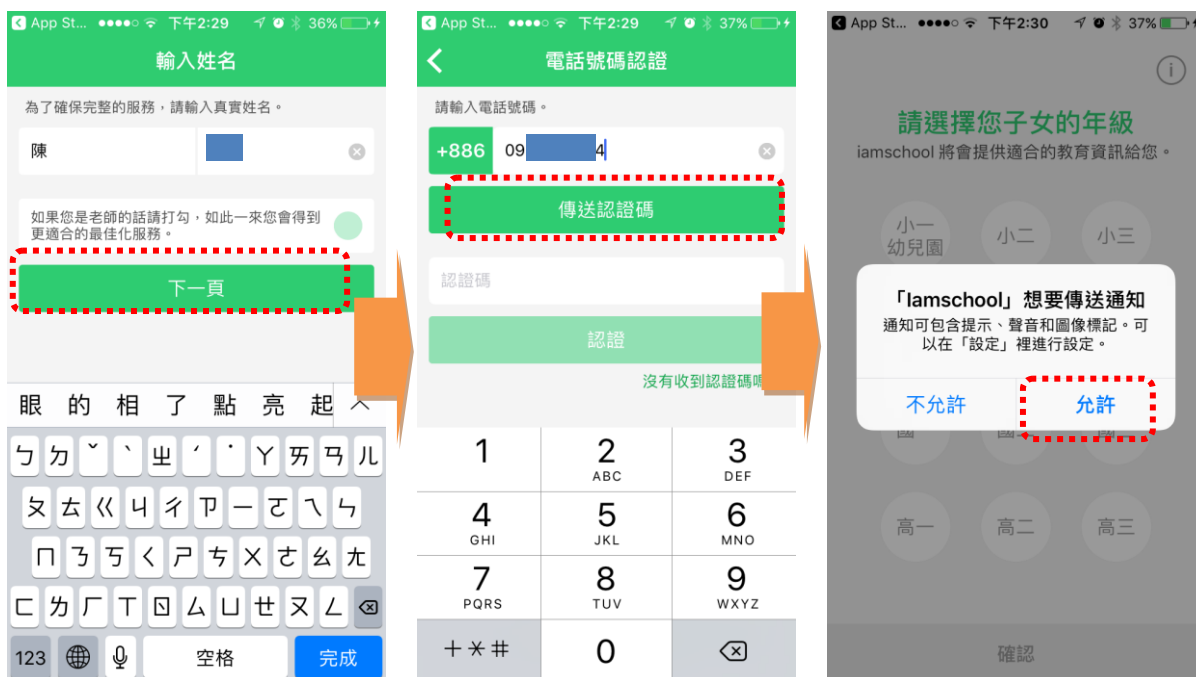 App St... 下午2:29 36%
輸入姓名
為了確保完整的服務，請輸入真實姓名。
陳
如果您是老師的話請打勾，如此一來您會得到
更適合的最佳化服務。
下一頁
眼 的 相 了 點 亮 起
ㄅ ㄉ ˇ ˋ ㄓ ˊ ˙ ㄚ ㄞ ㄢ ㄦ
ㄆ ㄊ ㄍ ㄐ ㄔ ㄗ ㄧ ㄛ ㄟ ㄣ
ㄇ ㄋ ㄎ ㄑ ㄕ ㄘ ㄨ ㄜ ㄠ ㄤ
ㄈ ㄌ ㄏ ㄒ ㄖ ㄙ ㄩ ㄝ ㄡ ㄥ
123 空格 完成
App St... 下午2:29 37%
電話號碼認證
請輸入電話號碼。
+886 09 4
傳送認證碼
認證碼
認證
沒有收到認證碼
1 2 3
ABC DEF
4 5 6
GHI JKL MNO
7 8 9
PQRS TUV WXYZ
＋＊＃ 0
App St... 下午2:30 37%
請選擇您子女的年級
iamschool 將會提供適合的教育資訊給您。
小一
幼兒園
小二
小三
「Iamschool」想要傳送通知
通知可包含提示、聲音和圖像標記。可
以在「設定」裡進行設定。
不允許 允許
高一 高二 高三
確認